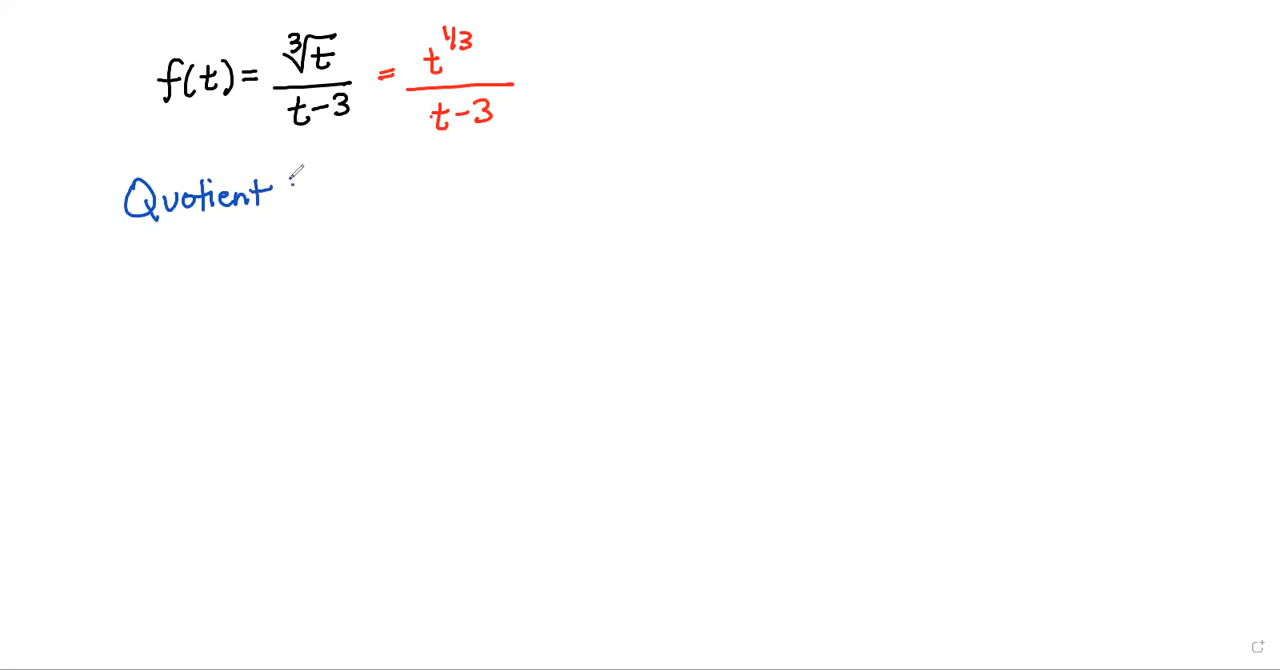 f(t) = ∛t / (t-3) = t^{1/3} / (t-3)
Quotient